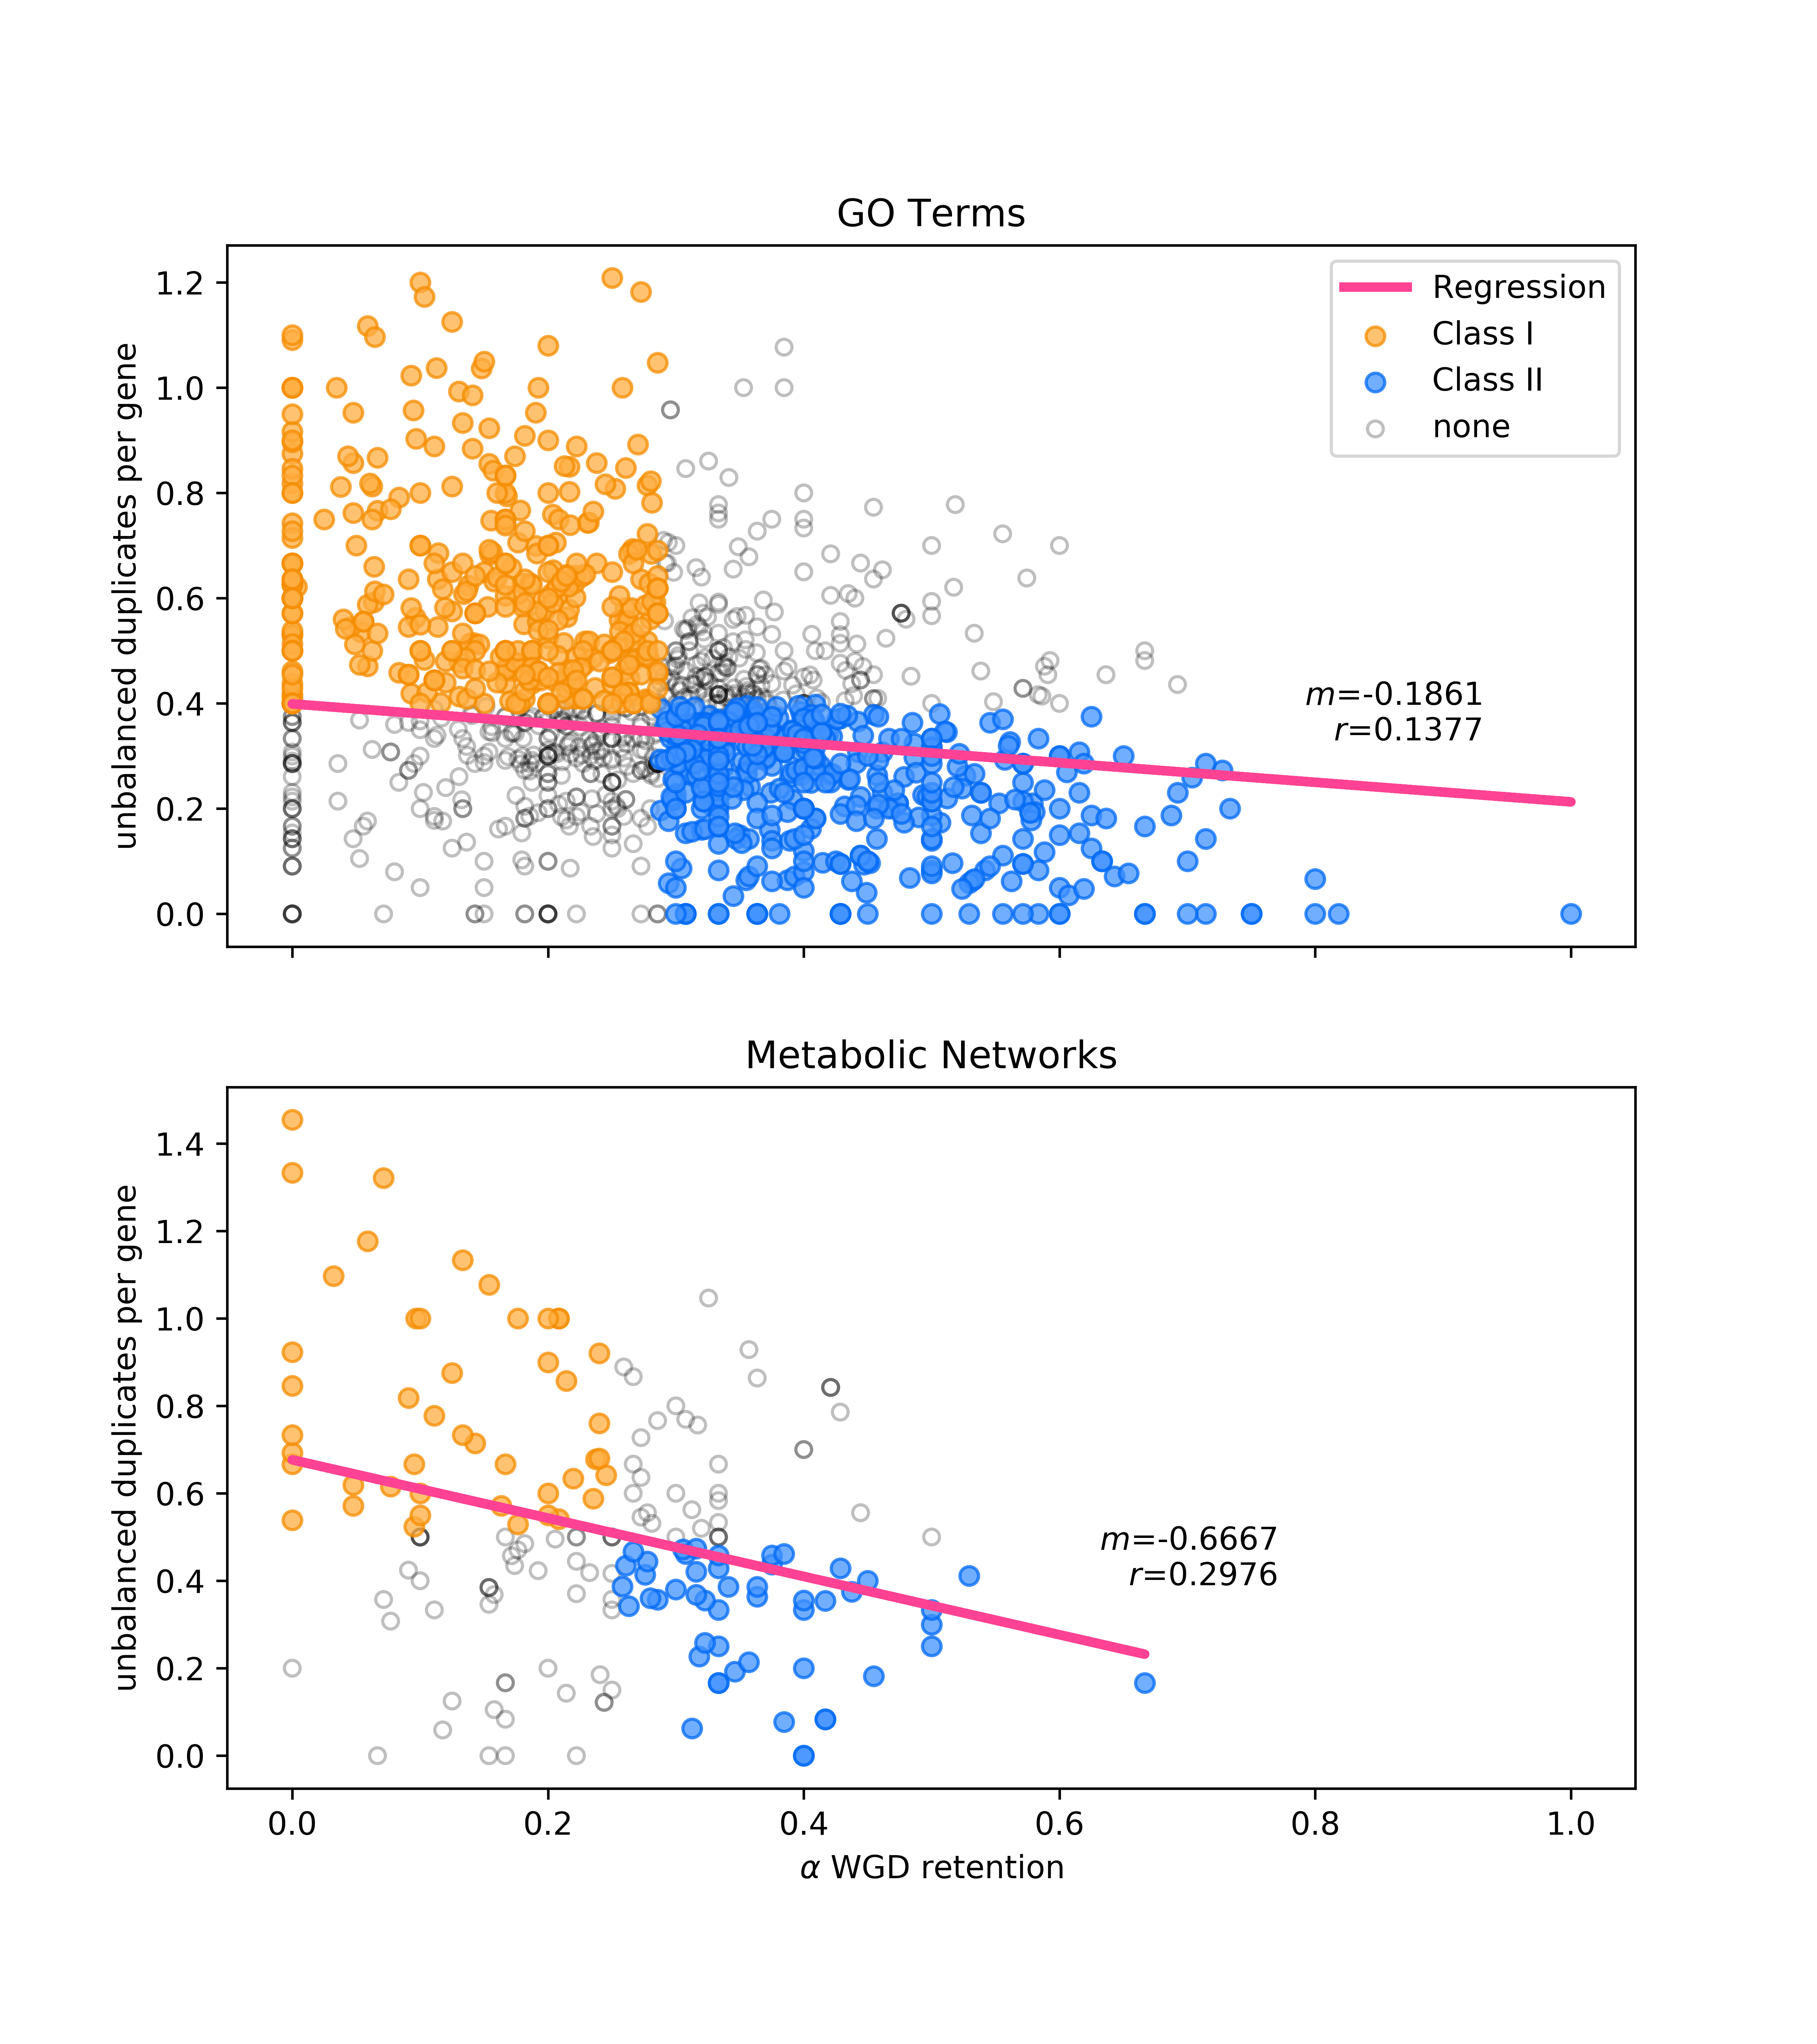 GO Terms
1.2
1.0
0.8
0.6
0.4
0.2
0.0
unbalanced duplicates per gene
Regression
Class I
Class II
none
m=-0.1861
r=0.1377
Metabolic Networks
1.4
1.2
1.0
0.8
0.6
0.4
0.2
0.0
unbalanced duplicates per gene
m=-0.6667
r=0.2976
0.0 0.2 0.4 0.6 0.8 1.0
α WGD retention